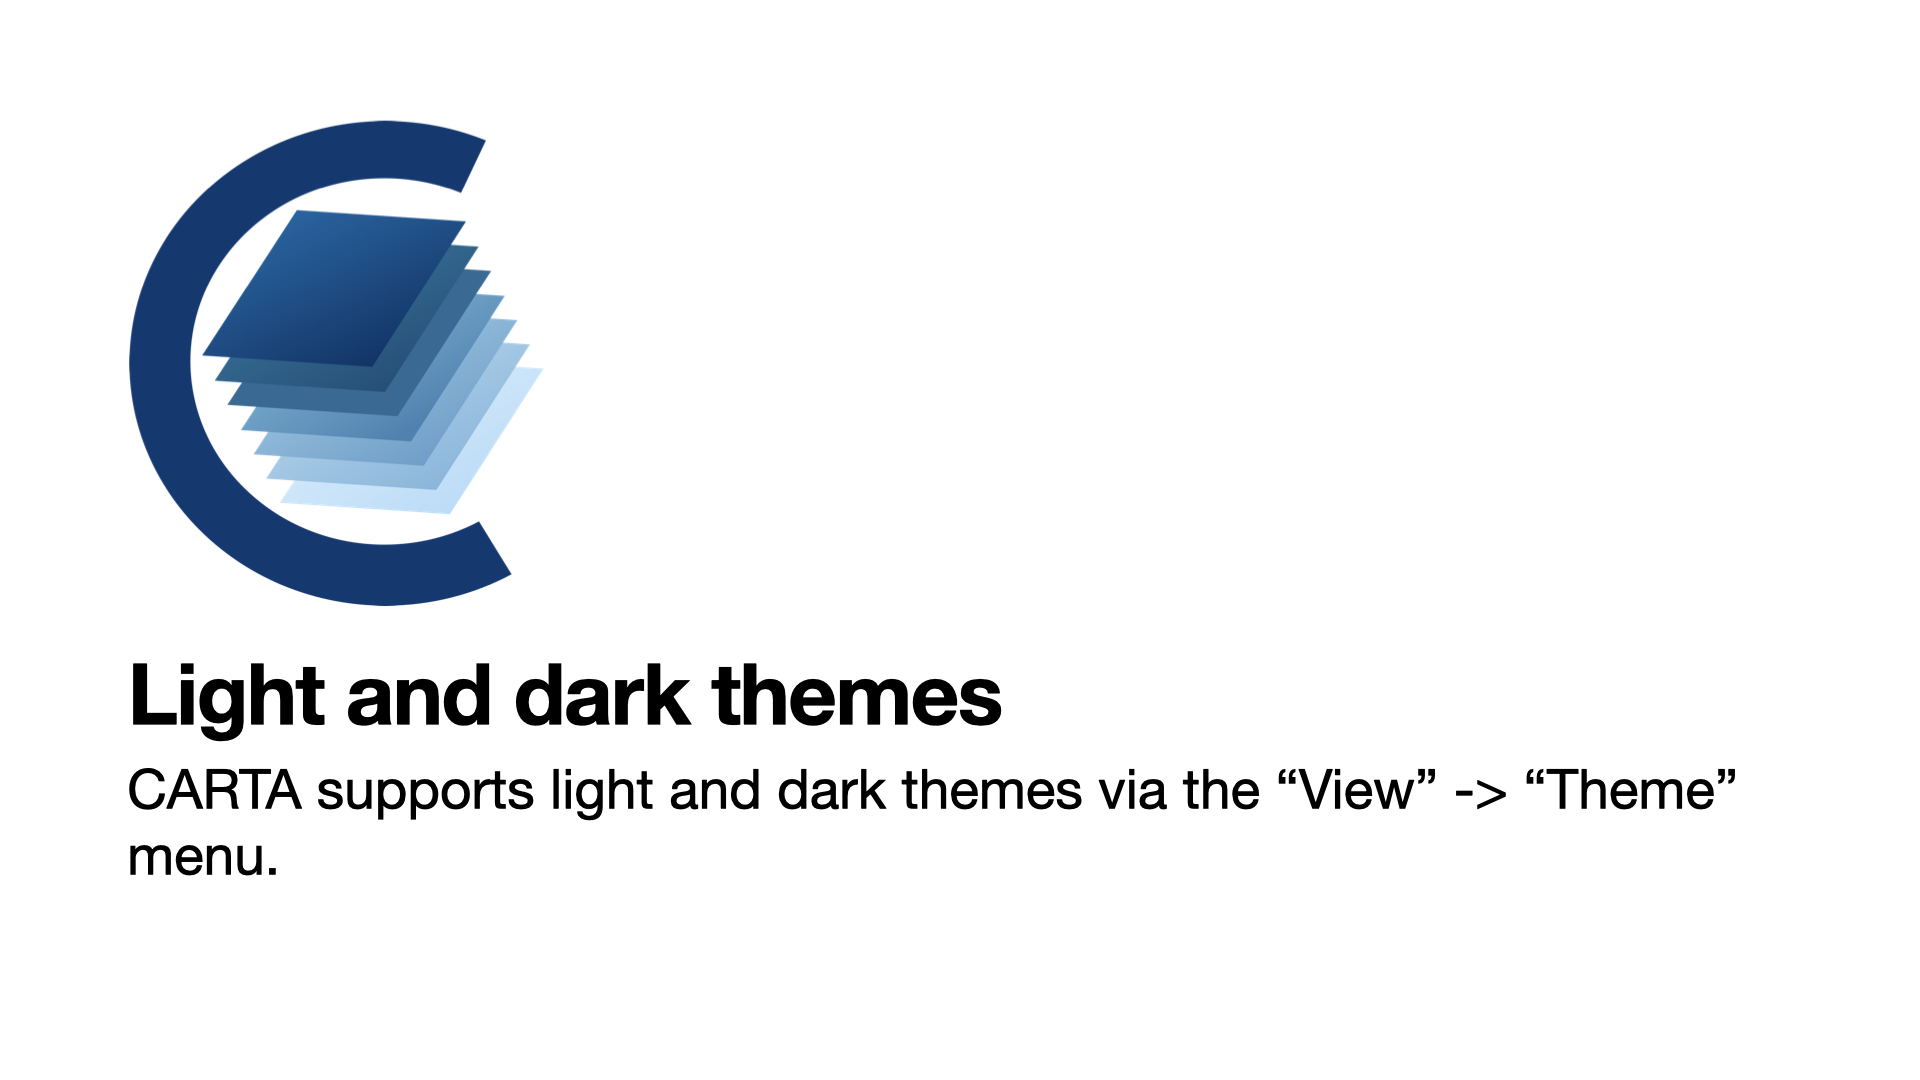 Light and dark themes
CARTA supports light and dark themes via the “View” -> “Theme”
menu.